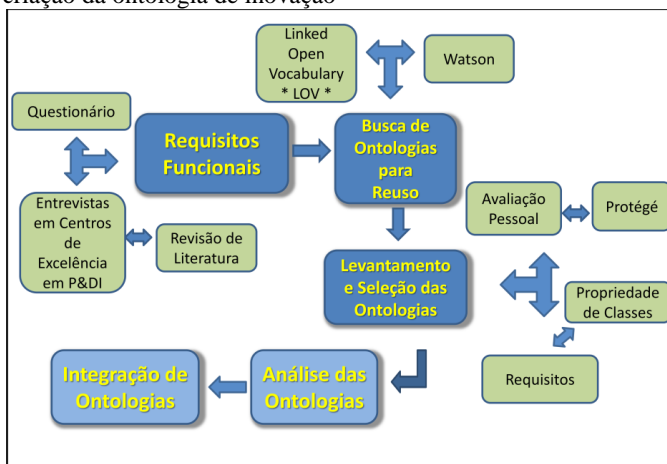 criação da ontologia de inovação
Linked
Open
Vocabulary
* LOV *
Watson
Questionário
Requisitos
Funcionais
Busca de
Ontologias
para
Reuso
Entrevistas
em Centros
de
Excelência
em P&DI
Revisão de
Literatura
Avaliação
Pessoal
Protégé
Levantamento
e Seleção das
Ontologias
Propriedade
de Classes
Requisitos
Integração de
Ontologias
Análise das
Ontologias